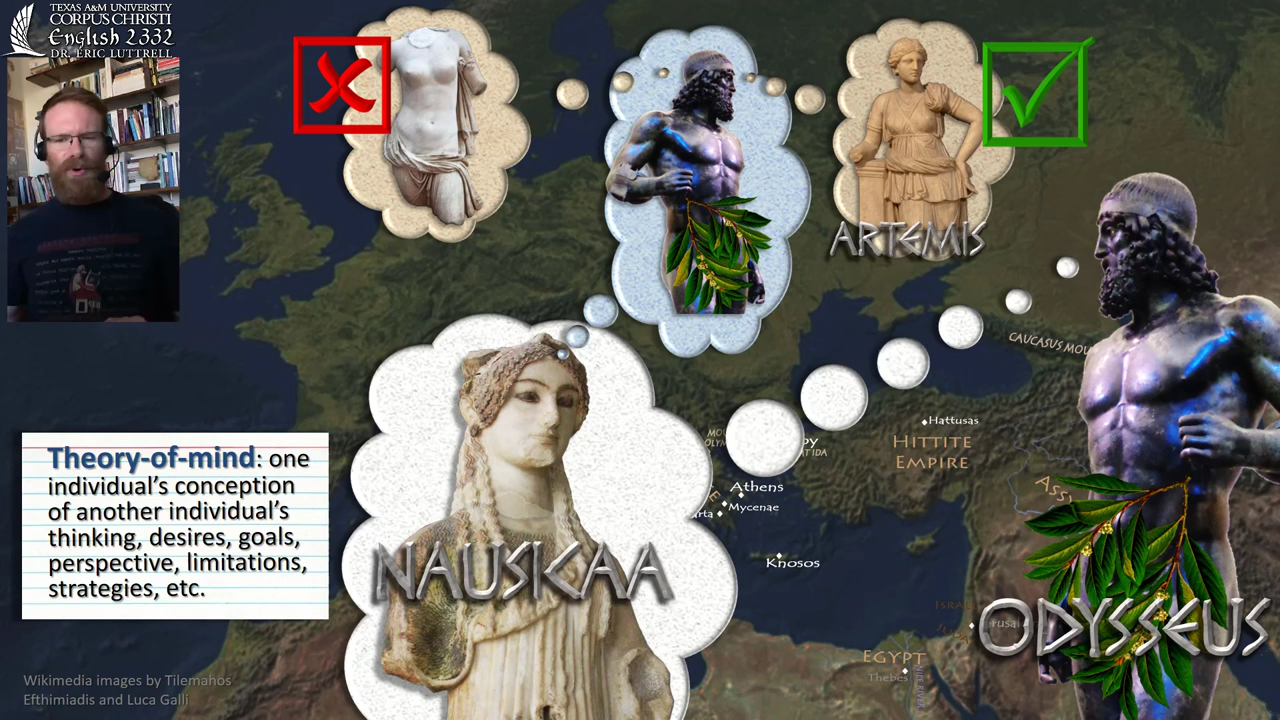 TEXAS A&M UNIVERSITY
CORPUS CHRISTI
English 2332
DR. ERIC LUTTRELL
ARTEMIS
CAUCASUS MOU
Hattusas
HITTITE
EMPIRE
Athens
Mycenae
Knosos
NAUSICAA
Theory-of-mind: one
individual's conception
of another individual's
thinking, desires, goals,
perspective, limitations,
strategies, etc.
ODYSSEUS
EGYPT
Thebes
Wikimedia images by Tilemahos
Efthimiadis and Luca Galli